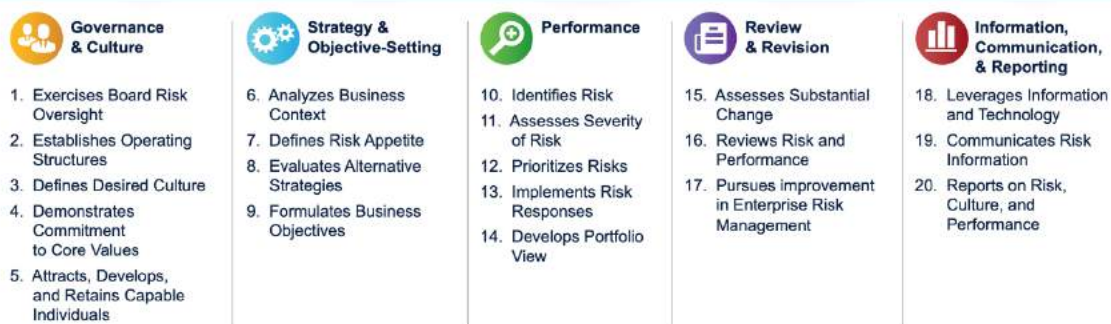 Governance
& Culture
1. Exercises Board Risk
Oversight
2. Establishes Operating
Structures
3. Defines Desired Culture
4. Demonstrates
Commitment
to Core Values
5. Attracts, Develops,
and Retains Capable
Individuals
Strategy &
Objective-Setting
6. Analyzes Business
Context
7. Defines Risk Appetite
8. Evaluates Alternative
Strategies
9. Formulates Business
Objectives
Performance
10. Identifies Risk
11. Assesses Severity
of Risk
12. Prioritizes Risks
13. Implements Risk
Responses
14. Develops Portfolio
View
Review
& Revision
15. Assesses Substantial
Change
16. Reviews Risk and
Performance
17. Pursues improvement
in Enterprise Risk
Management
Information,
Communication,
& Reporting
18. Leverages Information
and Technology
19. Communicates Risk
Information
20. Reports on Risk,
Culture, and
Performance